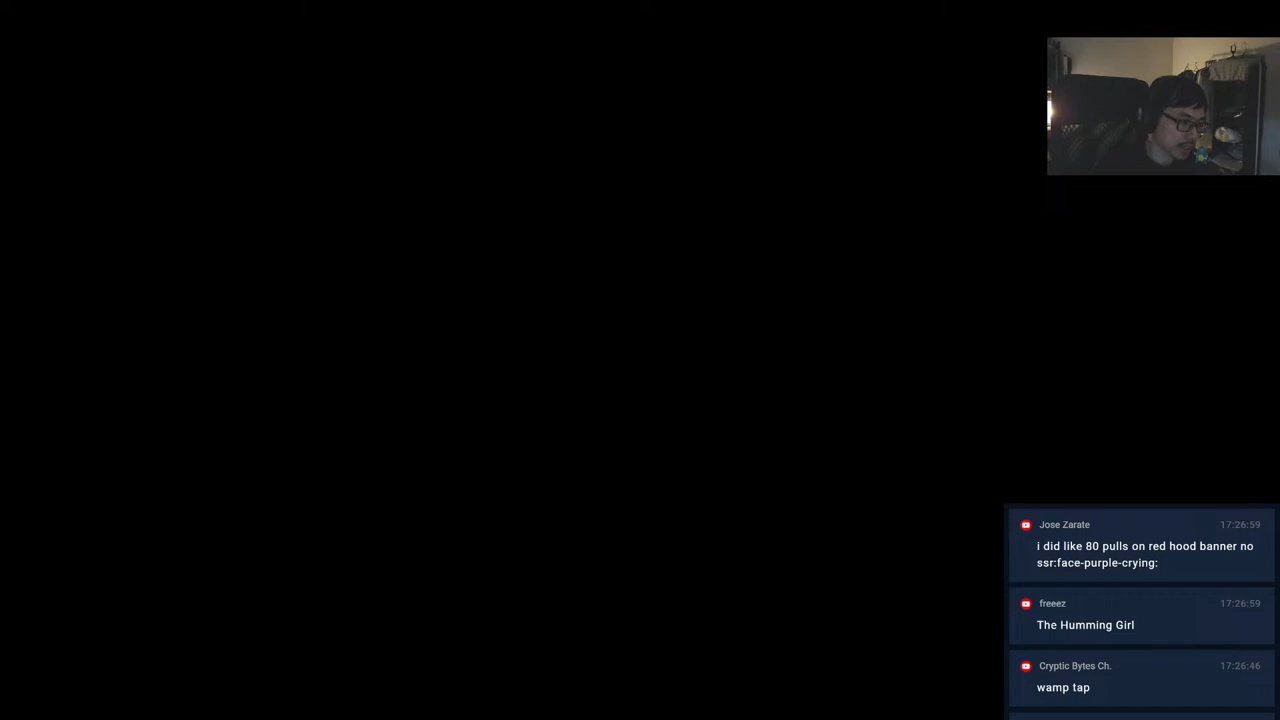 Jose Zarate 17:26:59
i did like 80 pulls on red hood banner no
ssr:face-purple-crying:
freeez 17:26:59
The Humming Girl
Cryptic Bytes Ch. 17:26:46
wamp tap